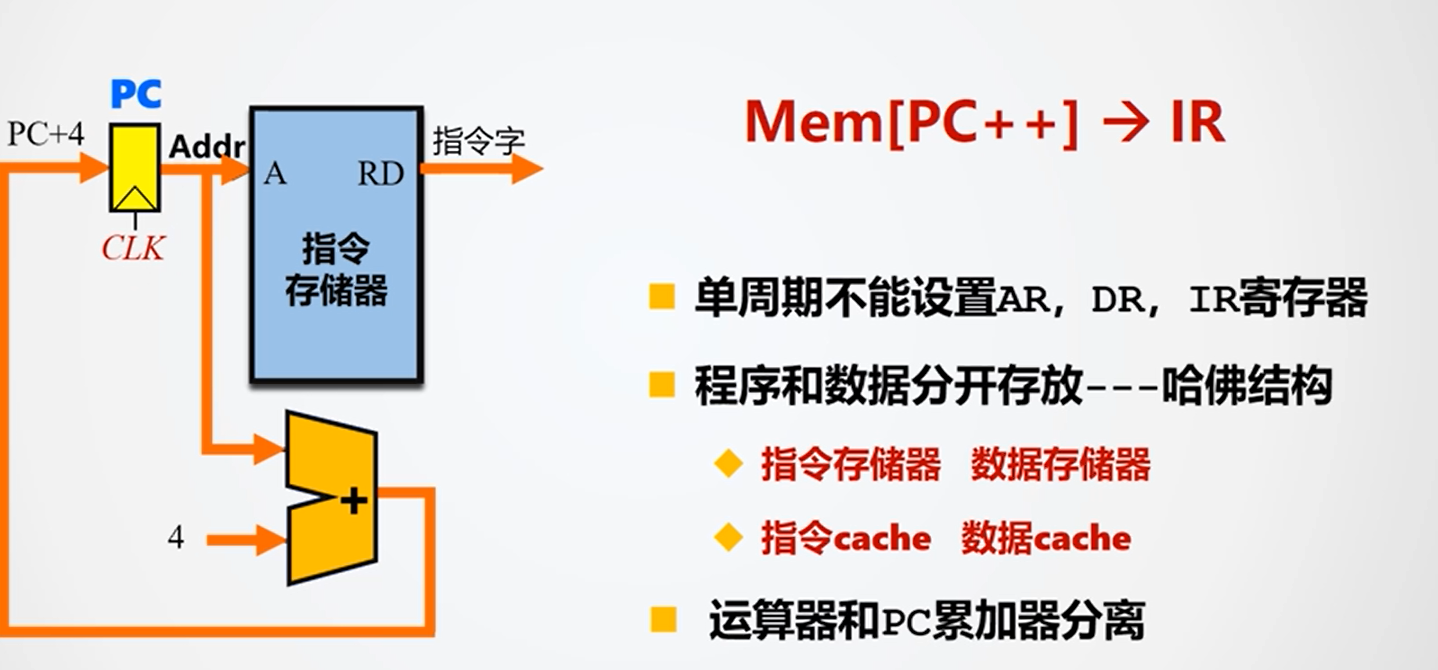 PC
PC+4
Addr
指令字
A
RD
CLK
指令
存储器
+
4
Mem[PC++] → IR
单周期不能设置AR，DR，IR寄存器
程序和数据分开存放---哈佛结构
指令存储器 数据存储器
指令cache 数据cache
运算器和PC累加器分离